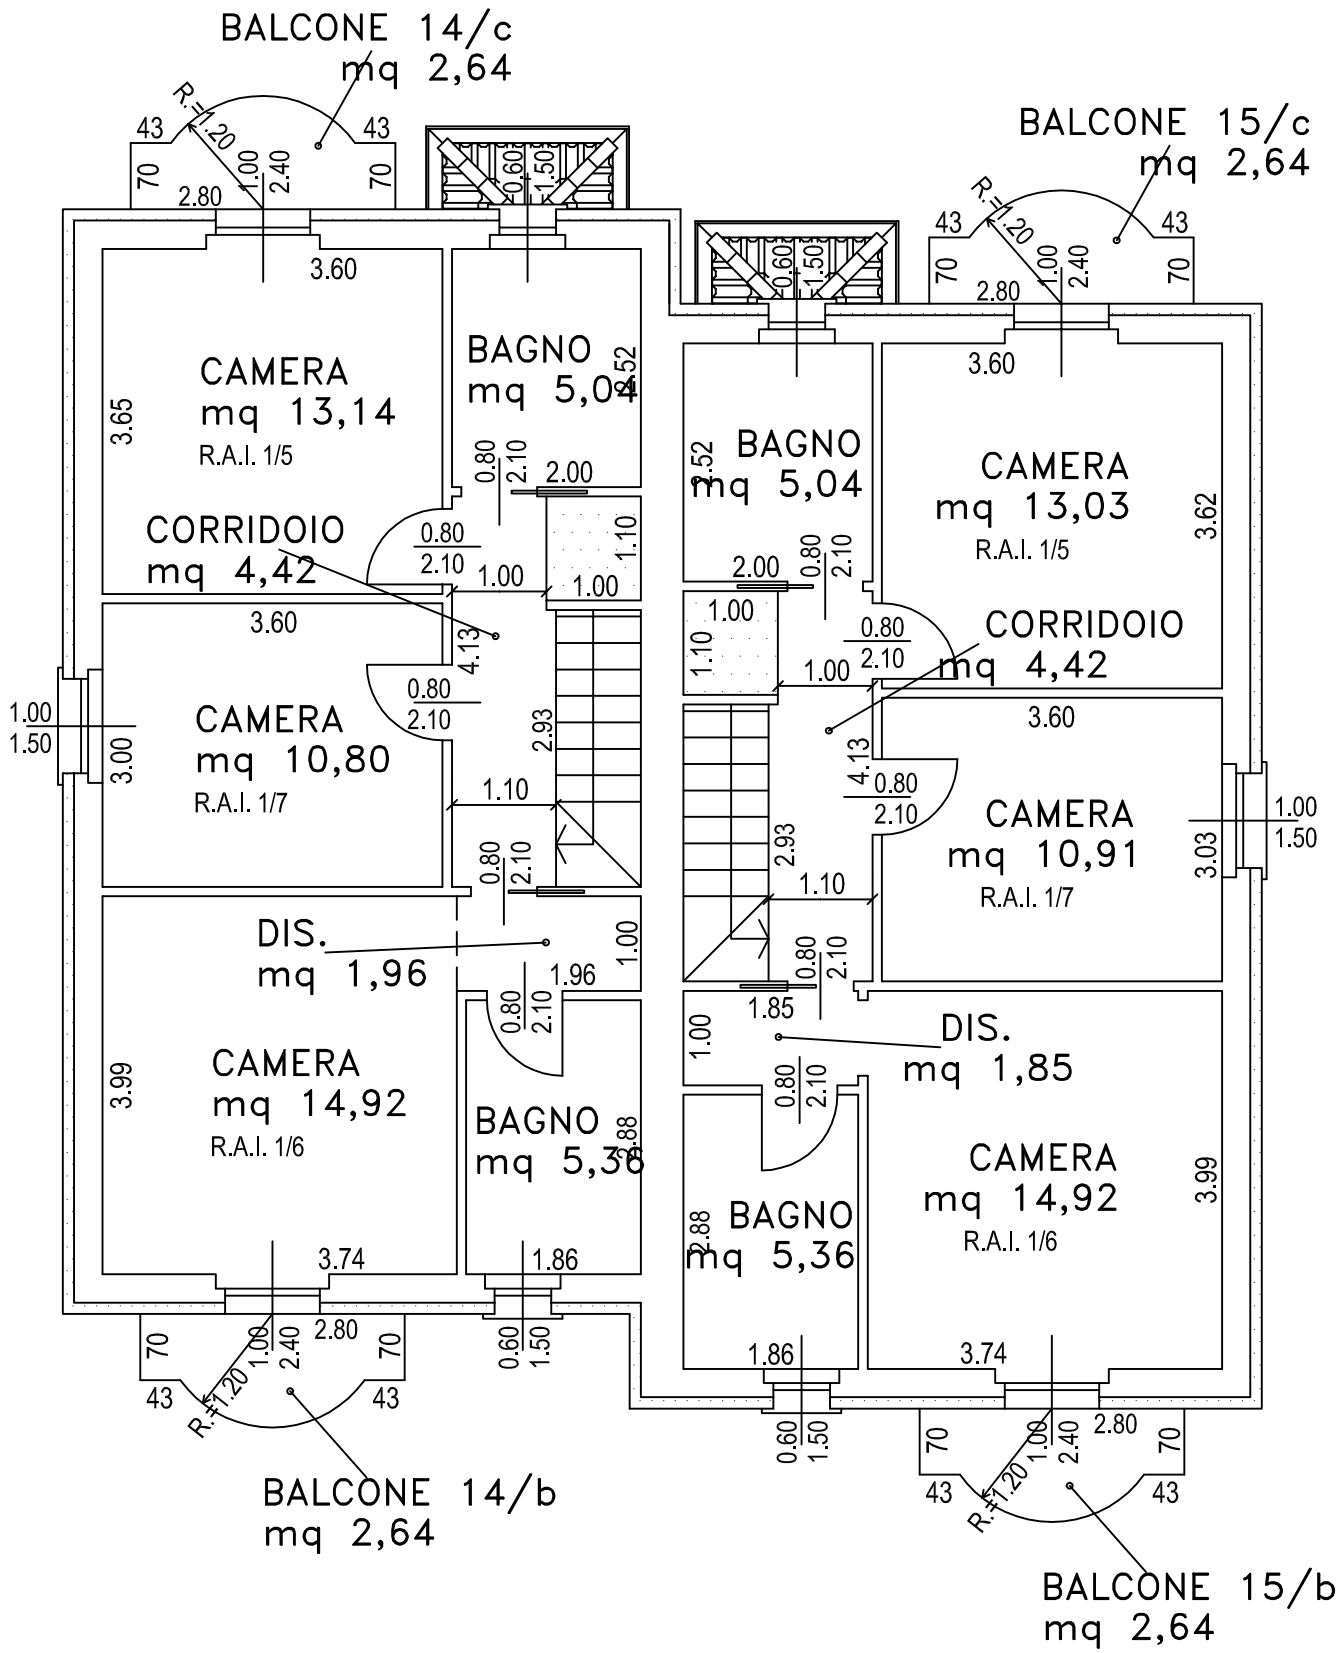 BALCONE 14/c
mq 2,64
R.=1.20
43
43
70
1.00
2.40
70
2.80
0.60
1.50
BALCONE 15/c
mq 2,64
R.=1.20
43
43
70
1.00
2.40
70
2.80
0.60
1.50
3.60
CAMERA
mq 13,14
R.A.I. 1/5
3.65
BAGNO
mq 5,04
2.52
0.80
2.10
2.00
CORRIDOIO
mq 4,42
0.80
2.10
1.10
1.00
1.00
3.60
4.13
CAMERA
mq 10,80
R.A.I. 1/7
1.00
1.50
3.00
0.80
2.10
2.93
1.10
0.80
2.10
DIS.
mq 1,96
1.00
1.96
0.80
2.10
CAMERA
mq 14,92
R.A.I. 1/6
3.99
BAGNO
mq 5,36
2.88
3.74
1.86
70
1.00
2.40
2.80
70
43
43
R.=1.20
0.60
1.50
BALCONE 14/b
mq 2,64
3.60
BAGNO
mq 5,04
2.52
CAMERA
mq 13,03
R.A.I. 1/5
3.62
2.00
0.80
2.10
1.00
1.10
0.80
2.10
CORRIDOIO
mq 4,42
1.00
3.60
4.13
0.80
2.10
CAMERA
mq 10,91
R.A.I. 1/7
3.03
1.00
1.50
2.93
1.10
0.80
2.10
1.85
1.00
DIS.
mq 1,85
0.80
2.10
CAMERA
mq 14,92
R.A.I. 1/6
3.99
BAGNO
mq 5,36
2.88
1.86
3.74
0.60
1.50
70
1.00
2.40
2.80
70
43
43
R.=1.20
BALCONE 15/b
mq 2,64